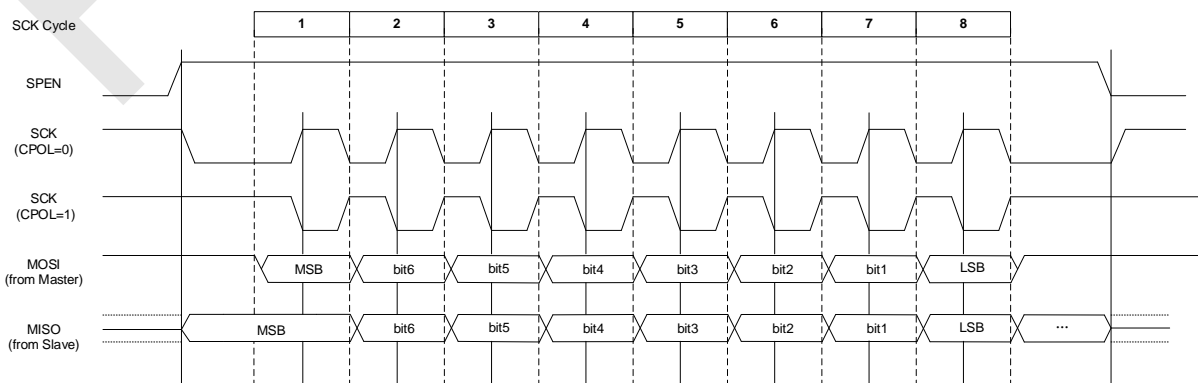 SCK Cycle 1 2 3 4 5 6 7 8
SPEN
SCK
(CPOL=0)
SCK
(CPOL=1)
MOSI
(from Master)
MSB bit6 bit5 bit4 bit3 bit2 bit1 LSB
MISO
(from Slave)
MSB bit6 bit5 bit4 bit3 bit2 bit1 LSB ...